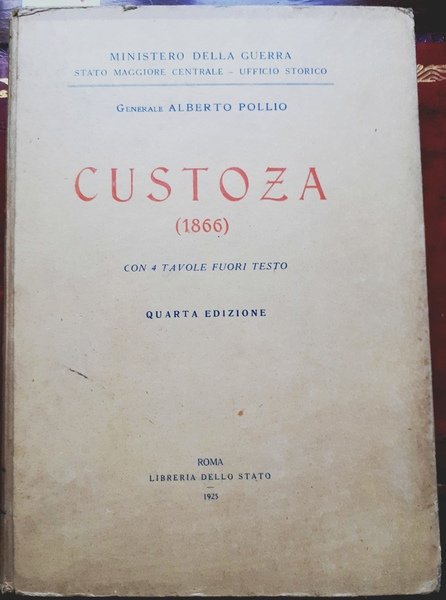 MINISTERO DELLA GUERRA
STATO MAGGIORE CENTRALE - UFFICIO STORICO
GENERALE ALBERTO POLLIO
CUSTOZA
(1866)
CON 4 TAVOLE FUORI TESTO
QUARTA EDIZIONE
ROMA
LIBRERIA DELLO STATO
1925